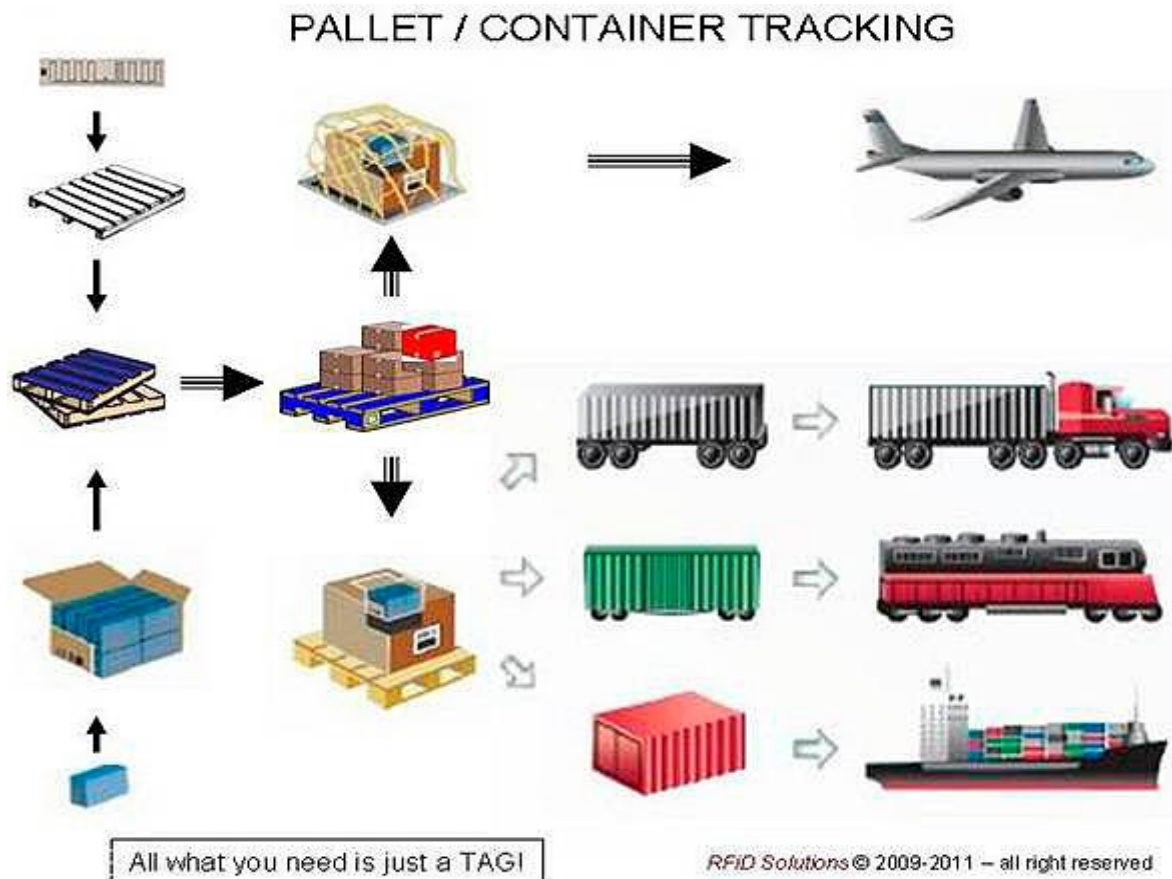 PALLET / CONTAINER TRACKING
All what you need is just a TAG!
RFiD Solutions © 2009-2011 – all right reserved